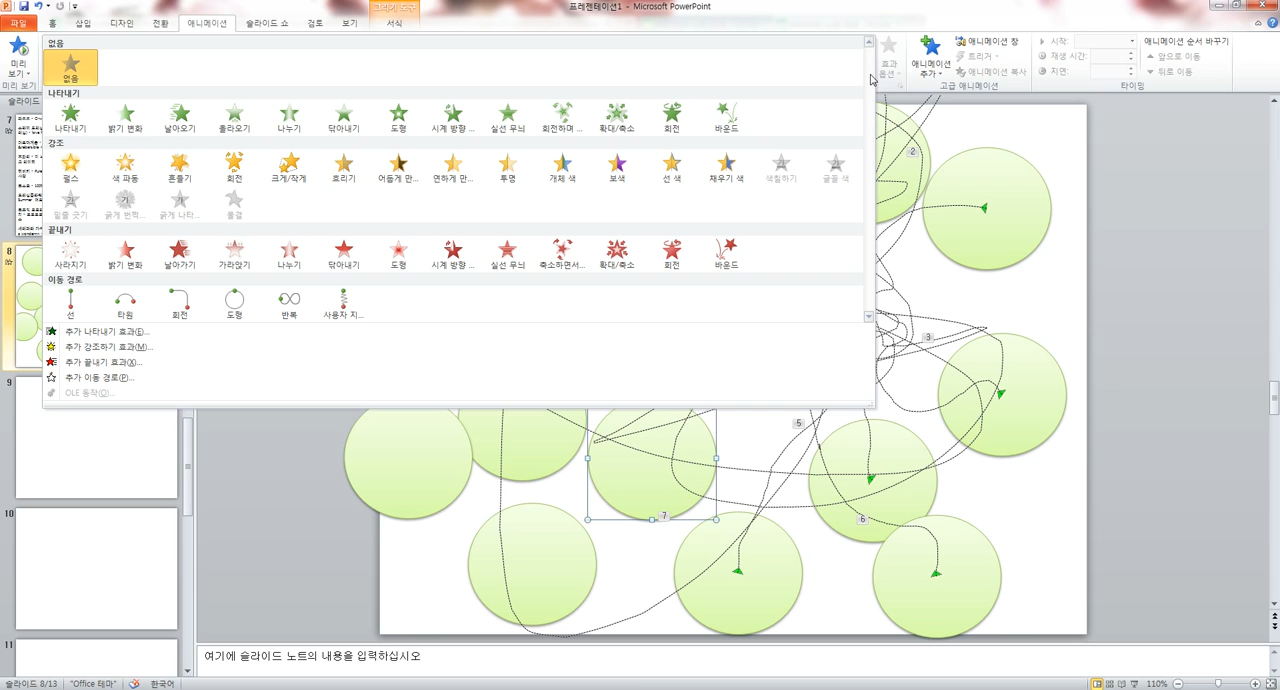 프레젠테이션1 - Microsoft PowerPoint
그리기 도구
파일 홈 삽입 디자인 전환 애니메이션 슬라이드 쇼 검토 보기 서식
미리
보기
미리 보기
슬라이드
없음
없음
나타내기
나타내기 밝기 변화 날아오기 올라오기 나누기 닦아내기 도형 시계 방향 ... 실선 무늬 회전하며 ... 확대/축소 회전 바운드
강조
펄스 색 파동 흔들기 회전 크게/작게 흐리기 어둡게 만... 연하게 만... 투명 개체 색 보색 선 색 채우기 색 색칠하기 글꼴 색
밑줄 긋기 굵게 번쩍... 굵게 나타... 물결
끝내기
사라지기 밝기 변화 날아가기 가라앉기 나누기 닦아내기 도형 시계 방향 ... 실선 무늬 축소하면서... 확대/축소 회전 바운드
이동 경로
선 타원 회전 도형 반복 사용자 지...
추가 나타내기 효과(E)...
추가 강조하기 효과(M)...
추가 끝내기 효과(X)...
추가 이동 경로(P)...
OLE 동작(O)...
효과
옵션
애니메이션
추가
애니메이션 창
트리거
애니메이션 복사
고급 애니메이션
시작:
재생 시간:
지연:
타이밍
애니메이션 순서 바꾸기
앞으로 이동
뒤로 이동
7
8
9
10
11
2
3
5
6
7
여기에 슬라이드 노트의 내용을 입력하십시오
슬라이드 8/13 "Office 테마" 한국어 110%